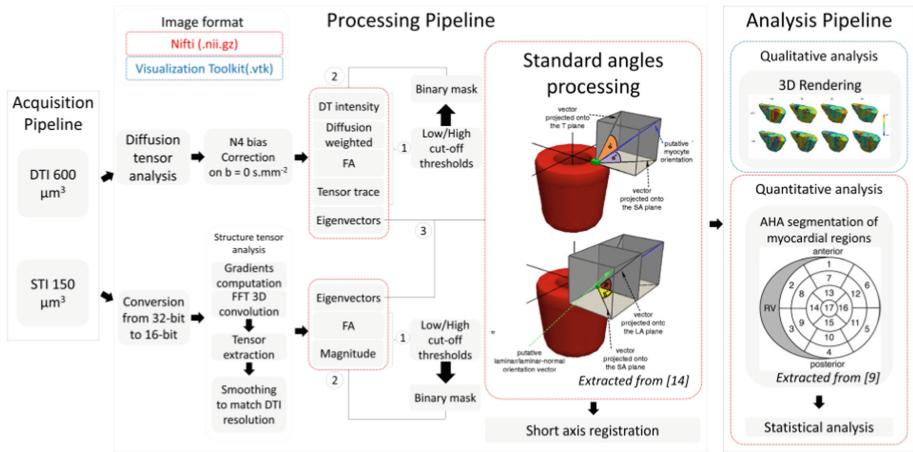 Image format
Nifti (.nii.gz)
Visualization Toolkit(.vtk)
Processing Pipeline
Analysis Pipeline
Acquisition
Pipeline
DTI 600
μm³
STI 150
μm³
Diffusion
tensor
analysis
N4 bias
Correction
on b = 0 s.mm⁻²
2
DT intensity
Diffusion
weighted
FA
Tensor trace
Eigenvectors
1
Binary mask
Low/High
cut-off
thresholds
3
Conversion
from 32-bit
to 16-bit
Structure tensor
analysis
Gradients
computation
FFT 3D
convolution
Tensor
extraction
Smoothing
to match DTI
resolution
Eigenvectors
FA
Magnitude
1
2
Low/High
cut-off
thresholds
Binary mask
Standard angles
processing
vector
projected onto
the T plane
putative
myocyte
orientation
vector
projected onto
the SA plane
vector
projected onto
the LA plane
putative
laminar/laminar-normal
orientation vector
vector
projected onto
the SA plane
Extracted from [14]
Short axis registration
Qualitative analysis
3D Rendering
Quantitative analysis
AHA segmentation of
myocardial regions
anterior
1
7
2
6
8
12
13
RV
14
17
16
3
9
15
11
5
10
4
posterior
Extracted from [9]
Statistical analysis